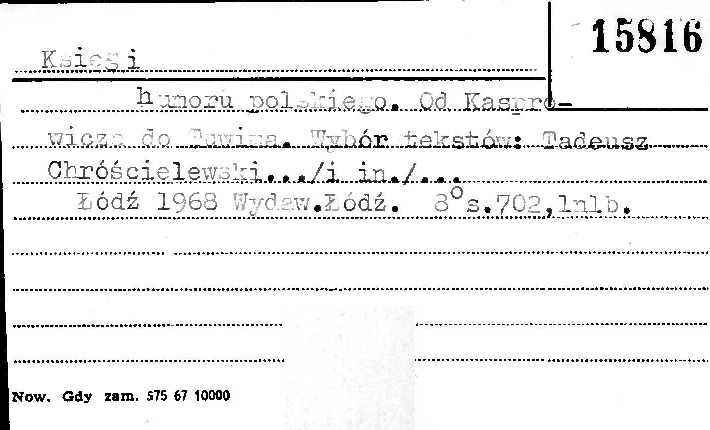 15816
Księgi
humoru polskiego. Od Kaspro-
wicza do Tuwima. Wybór tekstów: Tadeusz
Chróścielewski.../i in./...
Łódź 1968 Wydaw.Łódź. 8° s.702,lnlb.
Now. Gdy zam. 575 67 10000